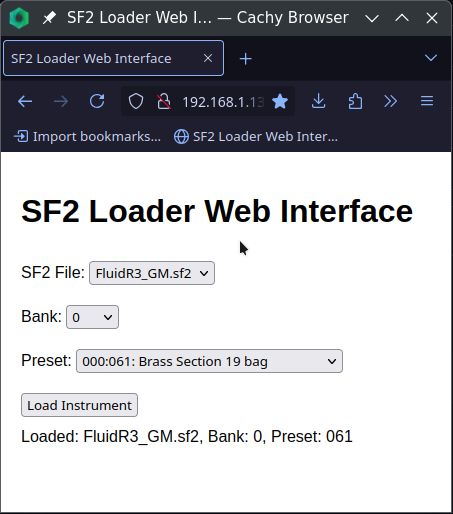 SF2 Loader Web I... — Cachy Browser
SF2 Loader Web Interface
192.168.1.13
Import bookmarks... SF2 Loader Web Inter...
SF2 Loader Web Interface
SF2 File: FluidR3_GM.sf2
Bank: 0
Preset: 000:061: Brass Section 19 bag
Load Instrument
Loaded: FluidR3_GM.sf2, Bank: 0, Preset: 061